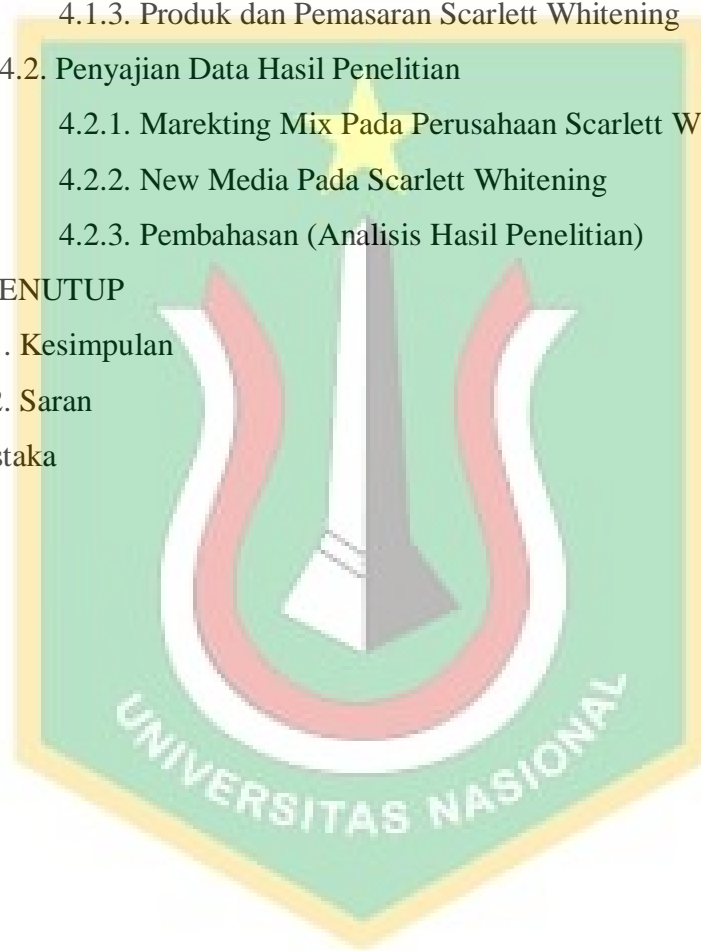 4.1.3. Produk dan Pemasaran Scarlett Whitening
4.2. Penyajian Data Hasil Penelitian
4.2.1. Marekting Mix Pada Perusahaan Scarlett W
4.2.2. New Media Pada Scarlett Whitening
4.2.3. Pembahasan (Analisis Hasil Penelitian)
ENUTUP
. Kesimpulan
. Saran
staka
UNIVERSITAS NASIONAL